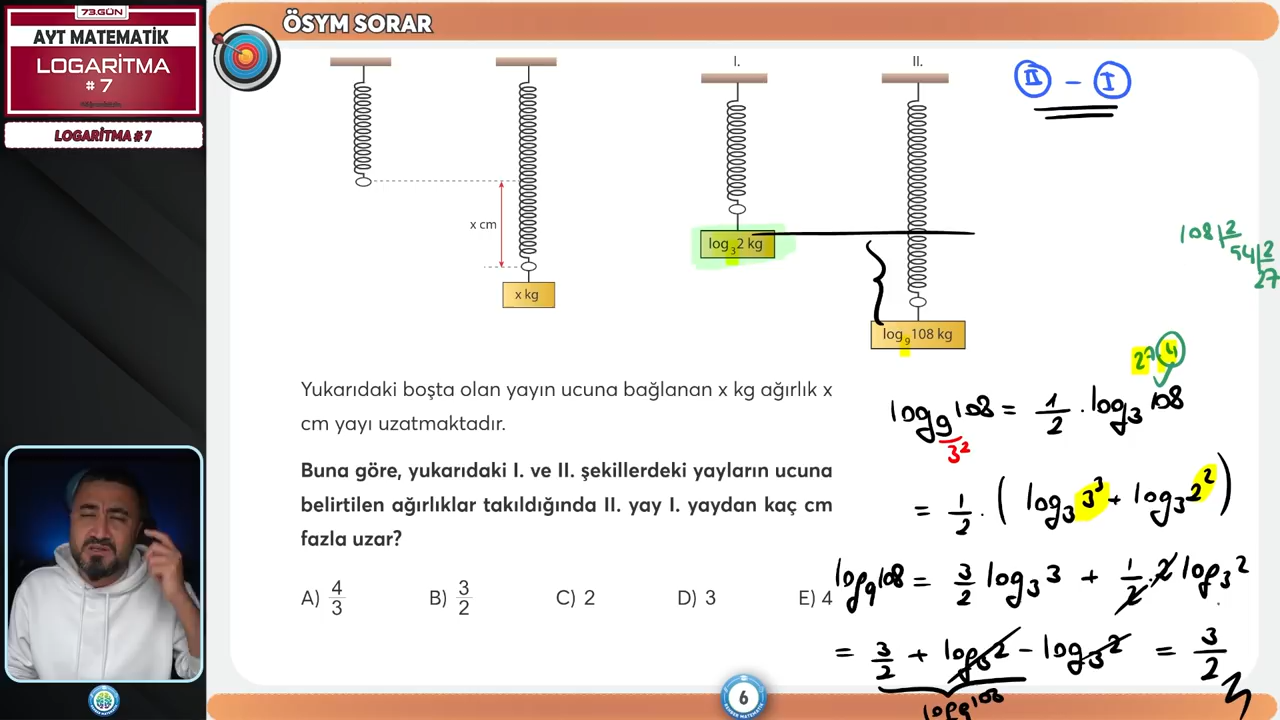 73.GÜN
AYT MATEMATİK
LOGARİTMA
# 7
LOGARİTMA # 7
ÖSYM SORAR
I.
II.
II - I
x cm
x kg
log₃2 kg
log₉108 kg
108 2
54 2
27
Yukarıdaki boşta olan yayın ucuna bağlanan x kg ağırlık x
cm yayı uzatmaktadır.
Buna göre, yukarıdaki I. ve II. şekillerdeki yayların ucuna
belirtilen ağırlıklar takıldığında II. yay I. yaydan kaç cm
fazla uzar?
A) 4/3 B) 3/2 C) 2 D) 3 E) 4
27 4
log₉108 = 1/2 · log₃108
3²
= 1/2 · (log₃3³ + log₃2²)
log₉108 = 3/2 log₃3 + 1/2 · 2 log₃2
= 3/2 + log₃2 - log₃2 = 3/2
log₉108
6